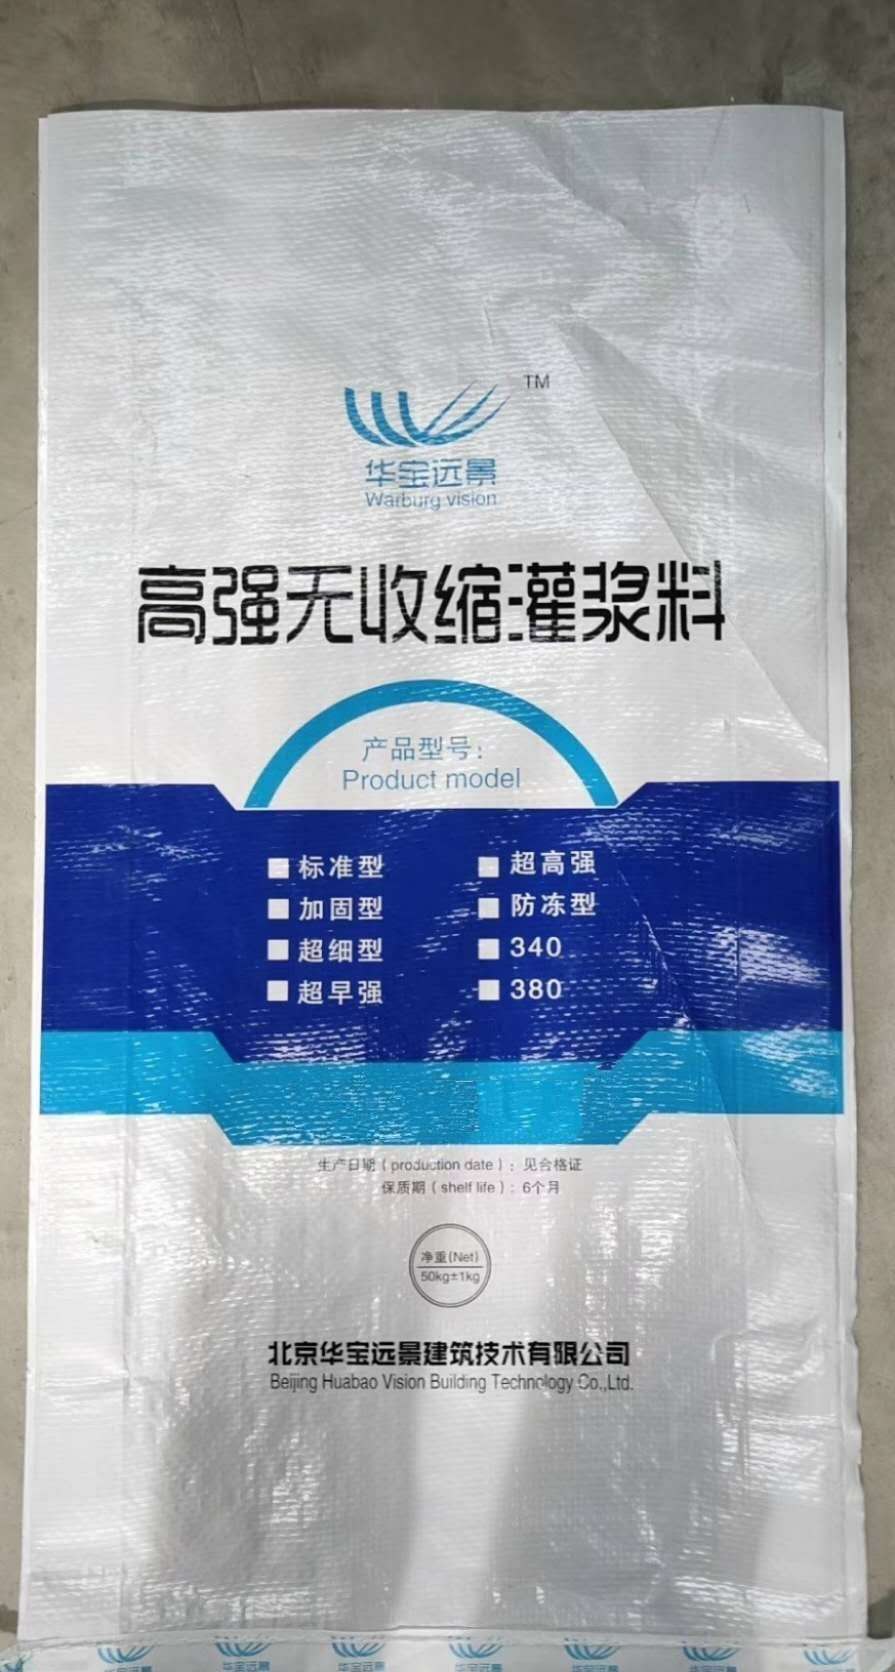 TM
华宝远景
Warburg vision
高强无收缩灌浆料
产品型号:
Product model
标准型 超高强
加固型 防冻型
超细型 340
超早强 380
生产日期(production date):见合格证
保质期(shelf life):6个月
净重(Net)
50kg±1kg
北京华宝远景建筑技术有限公司
Beijing Huabao Vision Building Technology Co.,Ltd.